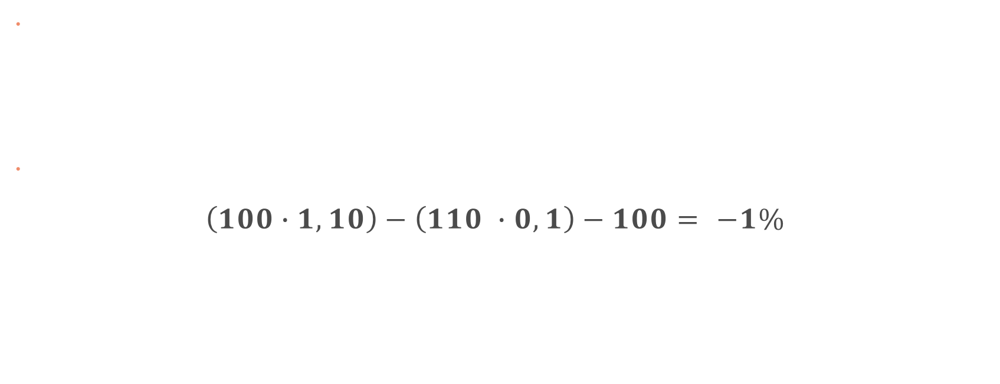 (100 · 1,10) − (110 · 0,1) − 100 = −1%